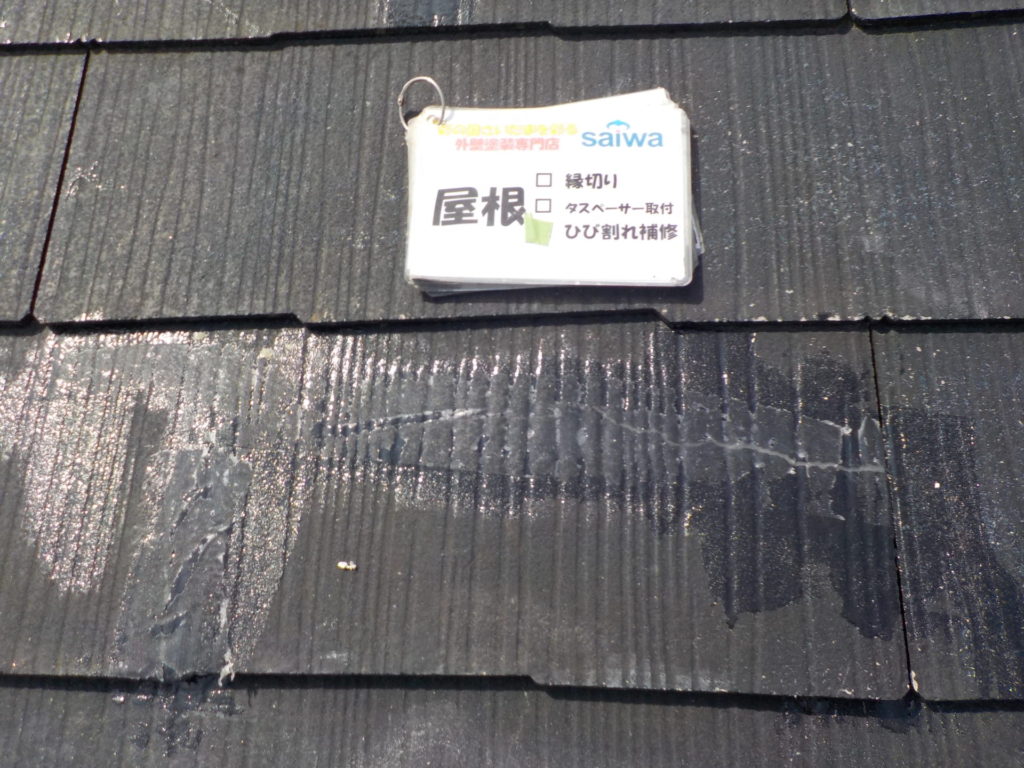 saiwa
外壁塗装専門店
屋根
□ 縁切り
□ タスペーサー取付
ひび割れ補修